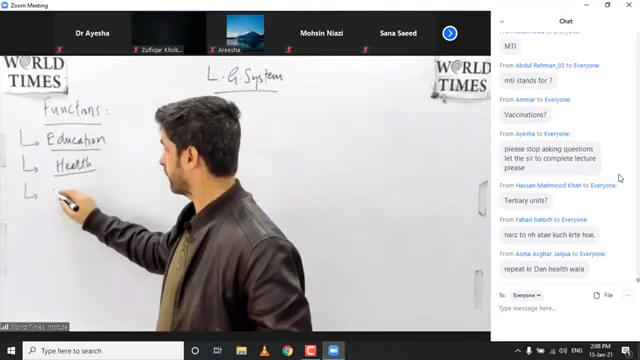 Zoom Meeting
Dr Ayesha
Zulfiqar Khok...
Areesha
Mohsin Niazi
Sana Saeed
WORLD
TIMES
L. G. System
WORLD
TIMES
Functions:
Education
Health
World Times Institute
Chat
MTI
From Abdul Rehman_03 to Everyone:
mti stands for ?
From Ammar to Everyone:
Vaccinations?
From Ayesha to Everyone:
please stop asking questions
let the sir to complete lecture
please
From Hassan Mahmood Khan to Everyone:
Tertiary units?
From Fahad baloch to Everyone:
narz to nh atae kuch krte hue.
From Asma Asghar Janjua to Everyone:
repeat kr Dan health wala
To: Everyone
File
Type message here...
Type here to search
2:08 PM
13-Jan-21